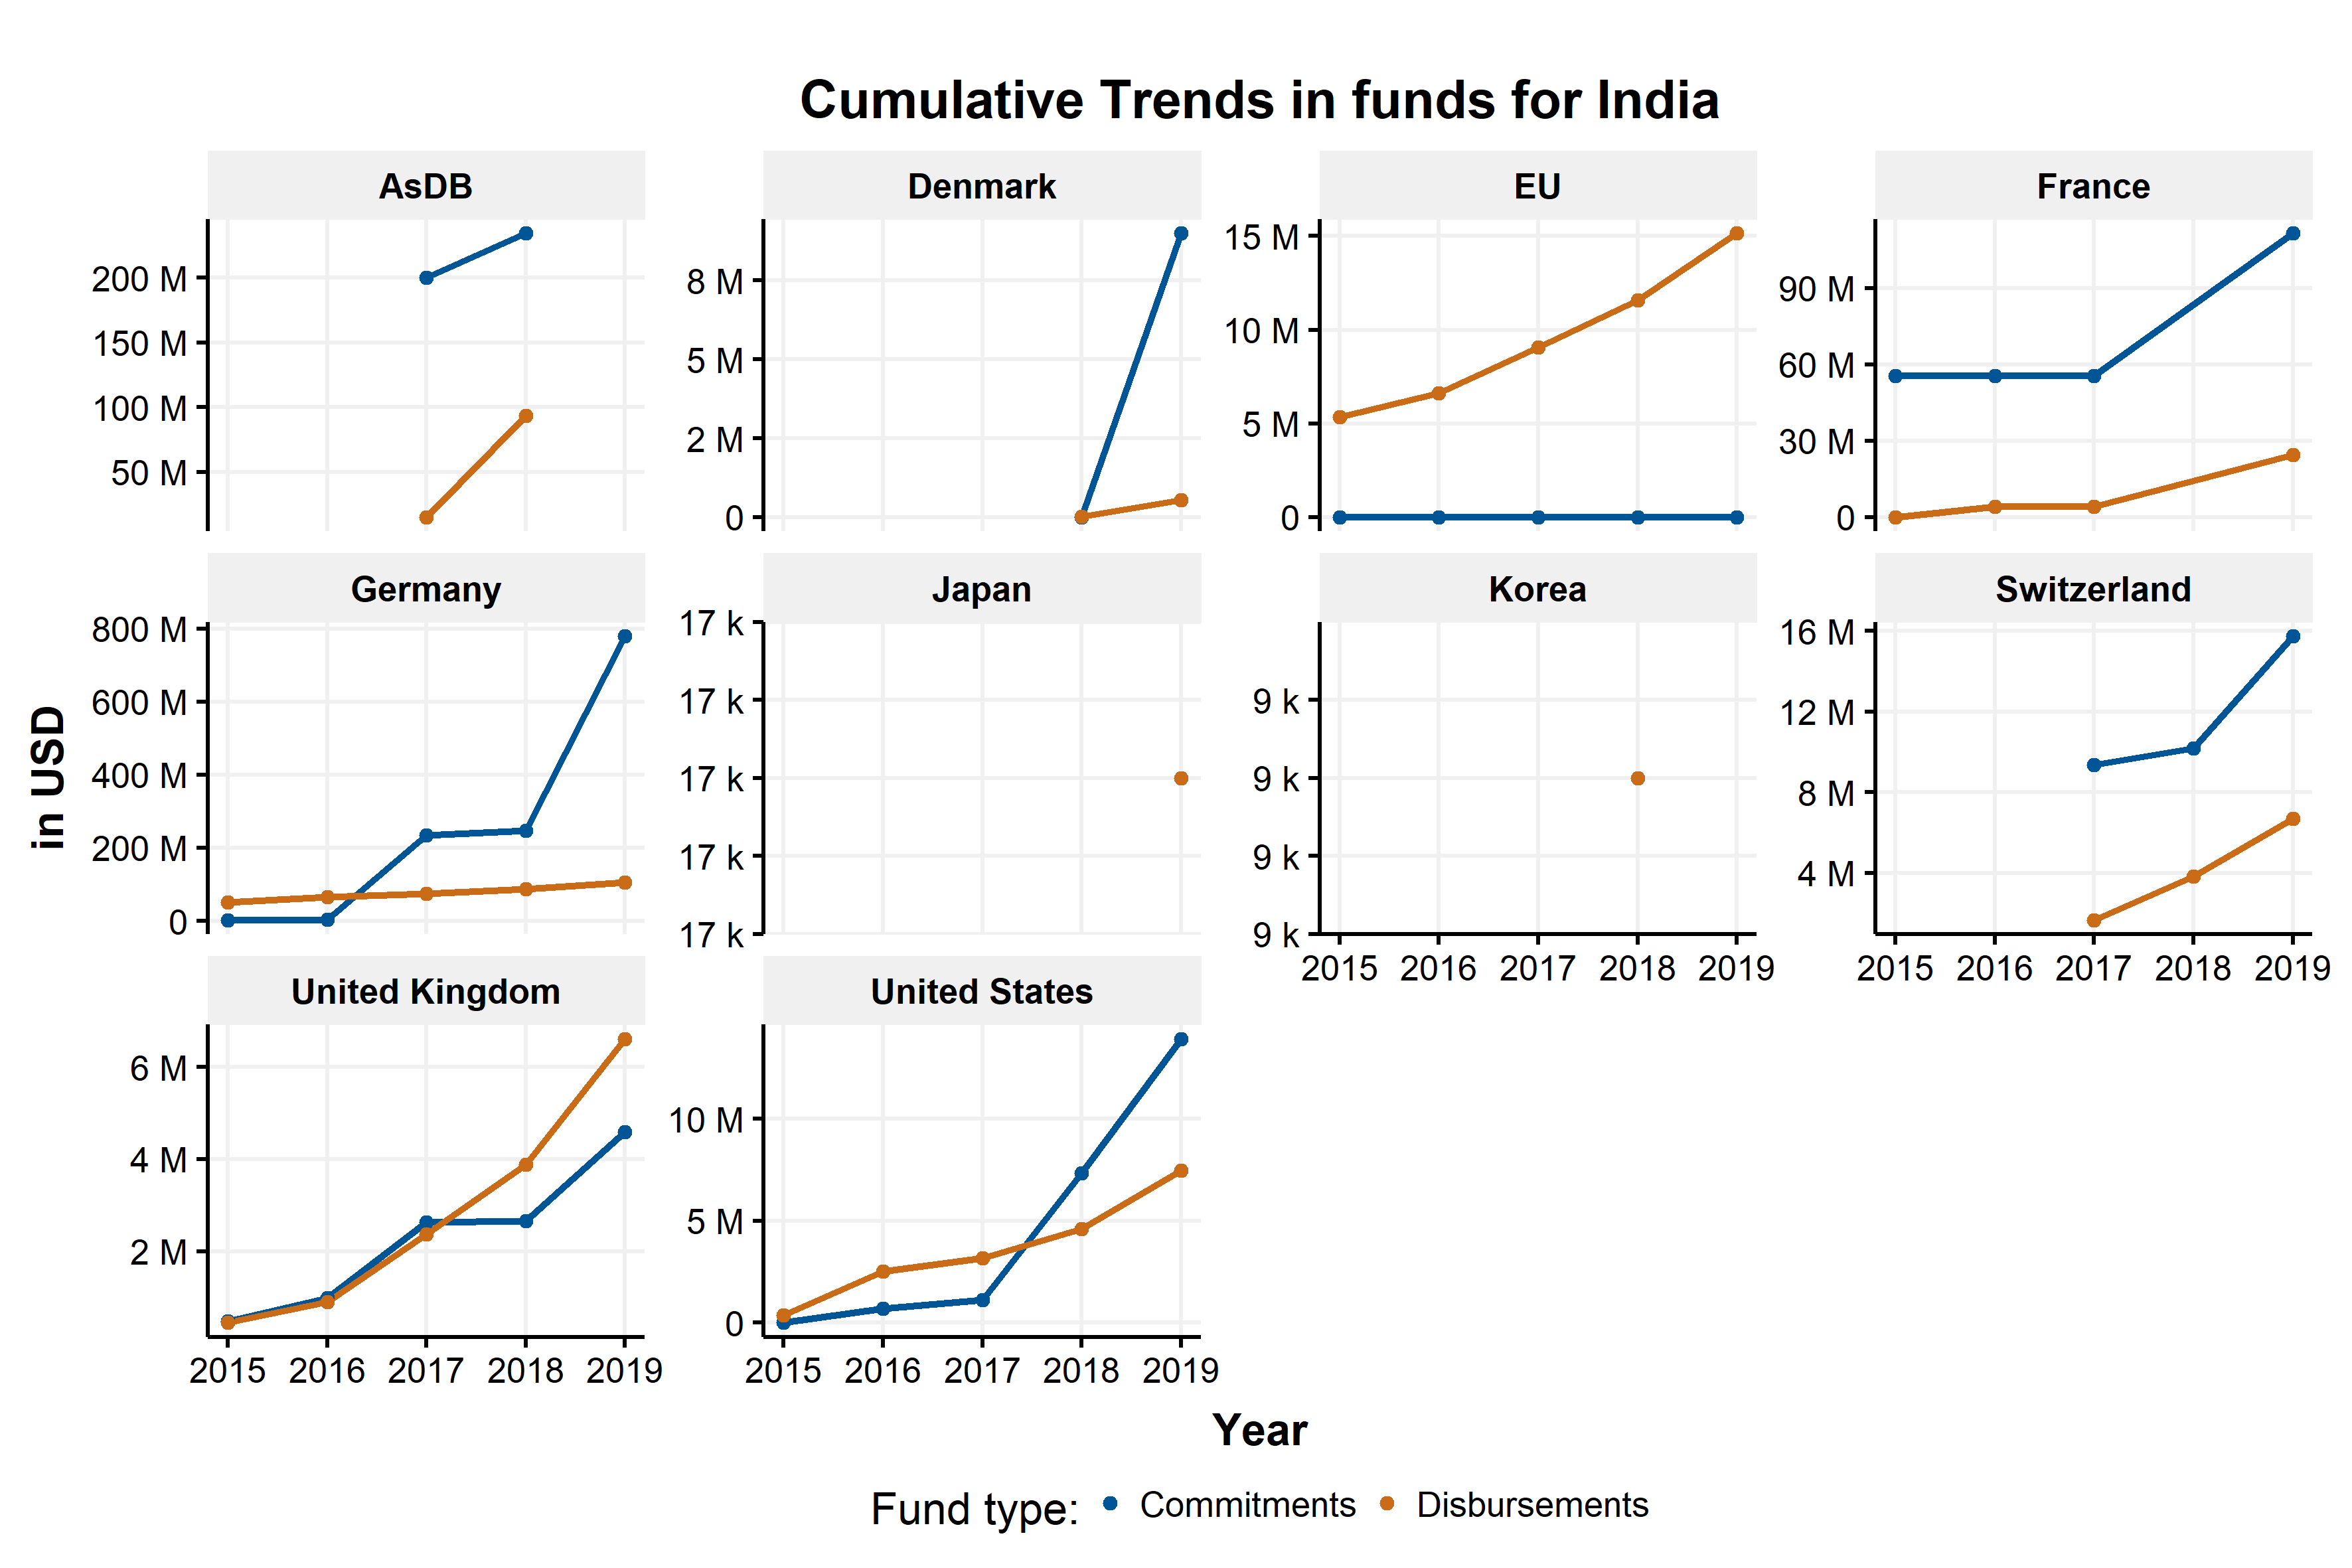 Cumulative Trends in funds for India
AsDB
Denmark
EU
France
200 M
150 M
100 M
50 M
8 M
5 M
2 M
0
15 M
10 M
5 M
0
90 M
60 M
30 M
0
Germany
Japan
Korea
Switzerland
800 M
600 M
400 M
200 M
0
17 k
17 k
17 k
17 k
17 k
9 k
9 k
9 k
9 k
16 M
12 M
8 M
4 M
2015 2016 2017 2018 2019
2015 2016 2017 2018 2019
United Kingdom
United States
6 M
4 M
2 M
10 M
5 M
0
2015 2016 2017 2018 2019
2015 2016 2017 2018 2019
in USD
Year
Fund type: Commitments Disbursements